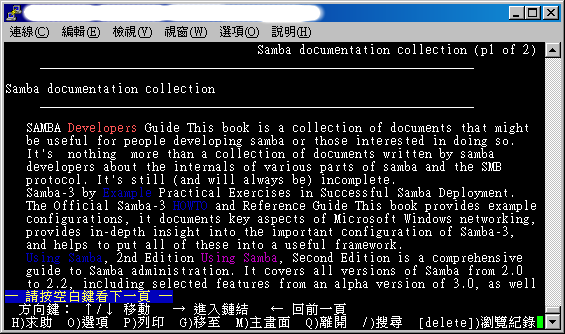 連線(C) 編輯(E) 檢視(V) 視窗(W) 選項(O) 說明(H)
Samba documentation collection (p1 of 2)
Samba documentation collection
SAMBA Developers Guide This book is a collection of documents that might
be useful for people developing samba or those interested in doing so.
It's nothing more than a collection of documents written by samba
developers about the internals of various parts of samba and the SMB
protocol. It's still (and will always be) incomplete.
Samba-3 by Example Practical Exercises in Successful Samba Deployment.
The Official Samba-3 HOWTO and Reference Guide This book provides example
configurations, it documents key aspects of Microsoft Windows networking,
provides in-depth insight into the important configuration of Samba-3,
and helps to put all of these into a useful framework.
Using Samba, 2nd Edition Using Samba, Second Edition is a comprehensive
guide to Samba administration. It covers all versions of Samba from 2.0
to 2.2, including selected features from an alpha version of 3.0, as well
— 請按空白鍵看下一頁 —
方向鍵: ↑/↓ 移動 → 進入鏈結 ← 回前一頁
H)求助 O)選項 P)列印 G)移至 M)主畫面 Q)離開 /)搜尋 [delete])瀏覽紀錄